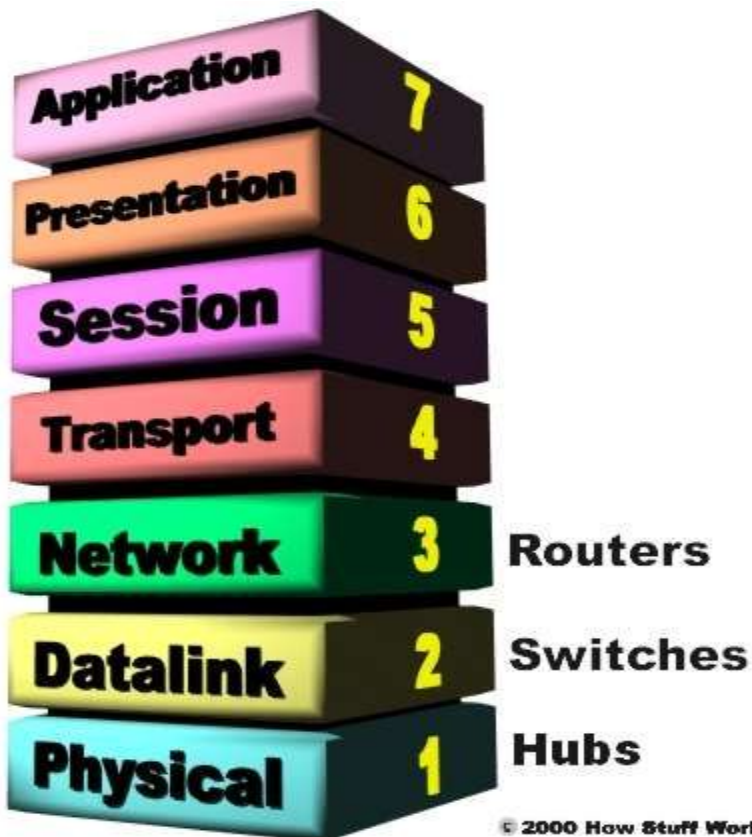 Application 7
Presentation 6
Session 5
Transport 4
Network 3 Routers
Datalink 2 Switches
Physical 1 Hubs
© 2000 How Stuff